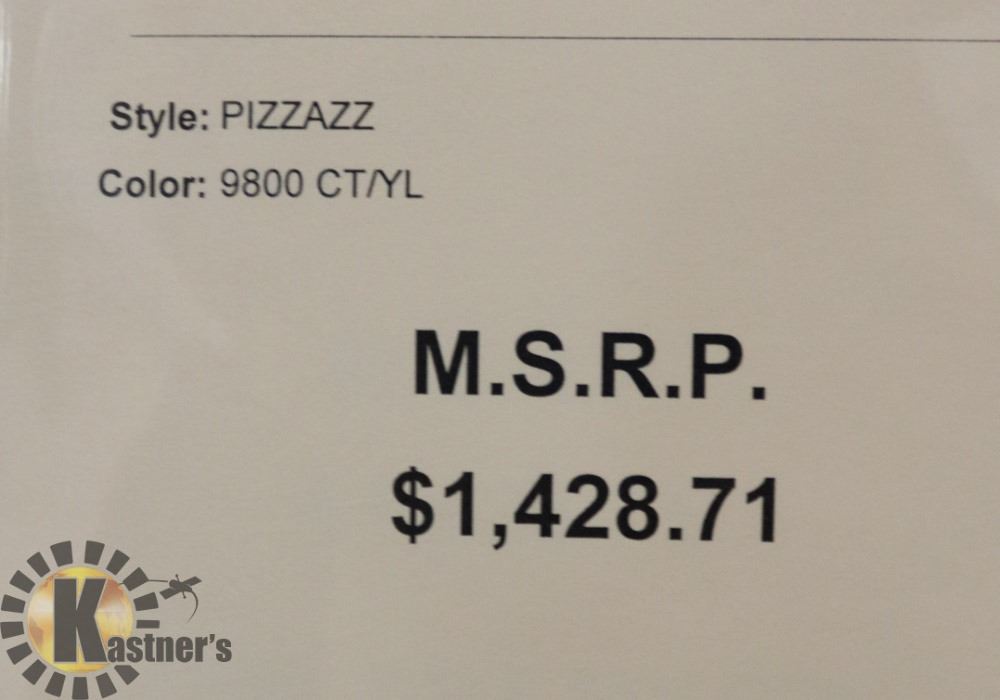 Style: PIZZAZZ
Color: 9800 CT/YL
M.S.R.P.
$1,428.71
Kastner's